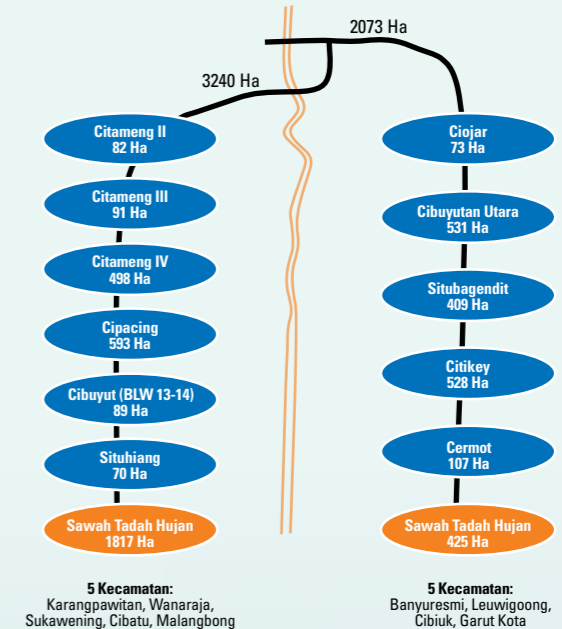 2073 Ha
3240 Ha
Citameng II
82 Ha
Citameng III
91 Ha
Citameng IV
498 Ha
Cipacing
593 Ha
Cibuyut (BLW 13-14)
89 Ha
Situhiang
70 Ha
Sawah Tadah Hujan
1817 Ha
5 Kecamatan:
Karangpawitan, Wanaraja,
Sukawening, Cibatu, Malangbong
Ciojar
73 Ha
Cibuyutan Utara
531 Ha
Situbagendit
409 Ha
Citikey
528 Ha
Cermot
107 Ha
Sawah Tadah Hujan
425 Ha
5 Kecamatan:
Banyuresmi, Leuwigoong,
Cibiuk, Garut Kota